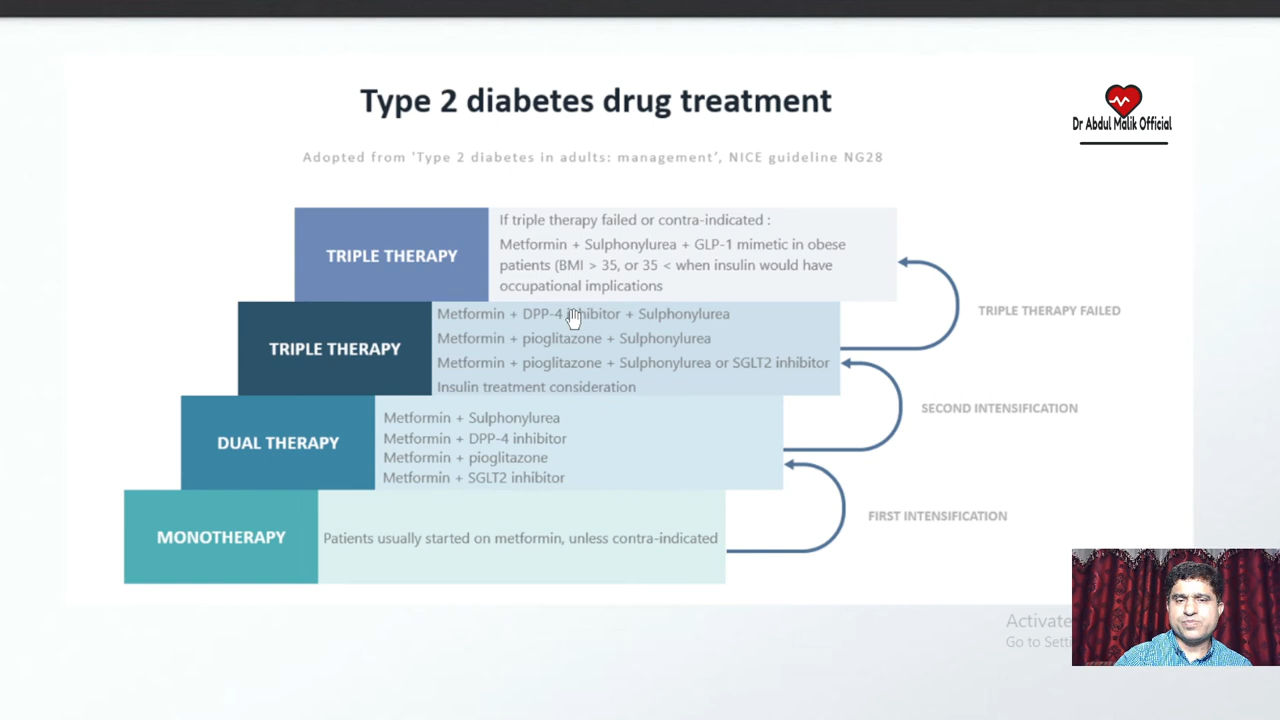 Type 2 diabetes drug treatment
Dr Abdul Malik Official
Adopted from 'Type 2 diabetes in adults: management', NICE guideline NG28
TRIPLE THERAPY
If triple therapy failed or contra-indicated :
Metformin + Sulphonylurea + GLP-1 mimetic in obese
patients (BMI > 35, or 35 < when insulin would have
occupational implications
TRIPLE THERAPY FAILED
TRIPLE THERAPY
Metformin + DPP-4 inhibitor + Sulphonylurea
Metformin + pioglitazone + Sulphonylurea
Metformin + pioglitazone + Sulphonylurea or SGLT2 inhibitor
Insulin treatment consideration
SECOND INTENSIFICATION
DUAL THERAPY
Metformin + Sulphonylurea
Metformin + DPP-4 inhibitor
Metformin + pioglitazone
Metformin + SGLT2 inhibitor
FIRST INTENSIFICATION
MONOTHERAPY
Patients usually started on metformin, unless contra-indicated
Activate
Go to